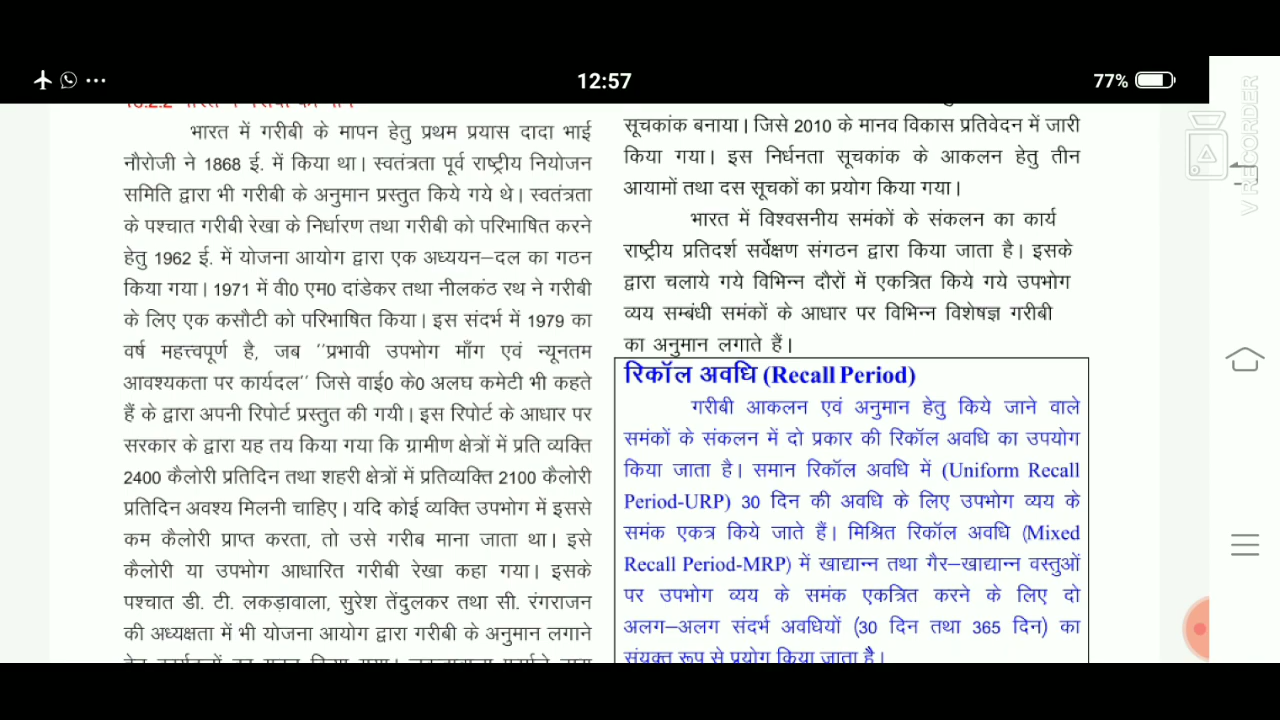 12:57
77%
भारत में गरीबी के मापन हेतु प्रथम प्रयास दादा भाई
नौरोजी ने 1868 ई. में किया था। स्वतंत्रता पूर्व राष्ट्रीय नियोजन
समिति द्वारा भी गरीबी के अनुमान प्रस्तुत किये गये थे। स्वतंत्रता
के पश्चात गरीबी रेखा के निर्धारण तथा गरीबी को परिभाषित करने
हेतु 1962 ई. में योजना आयोग द्वारा एक अध्ययन–दल का गठन
किया गया। 1971 में वी0 एम0 दांडेकर तथा नीलकंठ रथ ने गरीबी
के लिए एक कसौटी को परिभाषित किया। इस संदर्भ में 1979 का
वर्ष महत्त्वपूर्ण है, जब ''प्रभावी उपभोग माँग एवं न्यूनतम
आवश्यकता पर कार्यदल'' जिसे वाई0 के0 अलघ कमेटी भी कहते
हैं के द्वारा अपनी रिपोर्ट प्रस्तुत की गयी। इस रिपोर्ट के आधार पर
सरकार के द्वारा यह तय किया गया कि ग्रामीण क्षेत्रों में प्रति व्यक्ति
2400 कैलोरी प्रतिदिन तथा शहरी क्षेत्रों में प्रतिव्यक्ति 2100 कैलोरी
प्रतिदिन अवश्य मिलनी चाहिए। यदि कोई व्यक्ति उपभोग में इससे
कम कैलोरी प्राप्त करता, तो उसे गरीब माना जाता था। इसे
कैलोरी या उपभोग आधारित गरीबी रेखा कहा गया। इसके
पश्चात डी. टी. लकड़ावाला, सुरेश तेंदुलकर तथा सी. रंगराजन
की अध्यक्षता में भी योजना आयोग द्वारा गरीबी के अनुमान लगाने
सूचकांक बनाया। जिसे 2010 के मानव विकास प्रतिवेदन में जारी
किया गया। इस निर्धनता सूचकांक के आकलन हेतु तीन
आयामों तथा दस सूचकों का प्रयोग किया गया।
भारत में विश्वसनीय समंकों के संकलन का कार्य
राष्ट्रीय प्रतिदर्श सर्वेक्षण संगठन द्वारा किया जाता है। इसके
द्वारा चलाये गये विभिन्न दौरों में एकत्रित किये गये उपभोग
व्यय सम्बंधी समंकों के आधार पर विभिन्न विशेषज्ञ गरीबी
का अनुमान लगाते हैं।
रिकॉल अवधि (Recall Period)
गरीबी आकलन एवं अनुमान हेतु किये जाने वाले
समंकों के संकलन में दो प्रकार की रिकॉल अवधि का उपयोग
किया जाता है। समान रिकॉल अवधि में (Uniform Recall
Period-URP) 30 दिन की अवधि के लिए उपभोग व्यय के
समंक एकत्र किये जाते हैं। मिश्रित रिकॉल अवधि (Mixed
Recall Period-MRP) में खाद्यान्न तथा गैर–खाद्यान्न वस्तुओं
पर उपभोग व्यय के समंक एकत्रित करने के लिए दो
अलग–अलग संदर्भ अवधियों (30 दिन तथा 365 दिन) का
संयुक्त रूप से प्रयोग किया जाता है।
V RECORDER